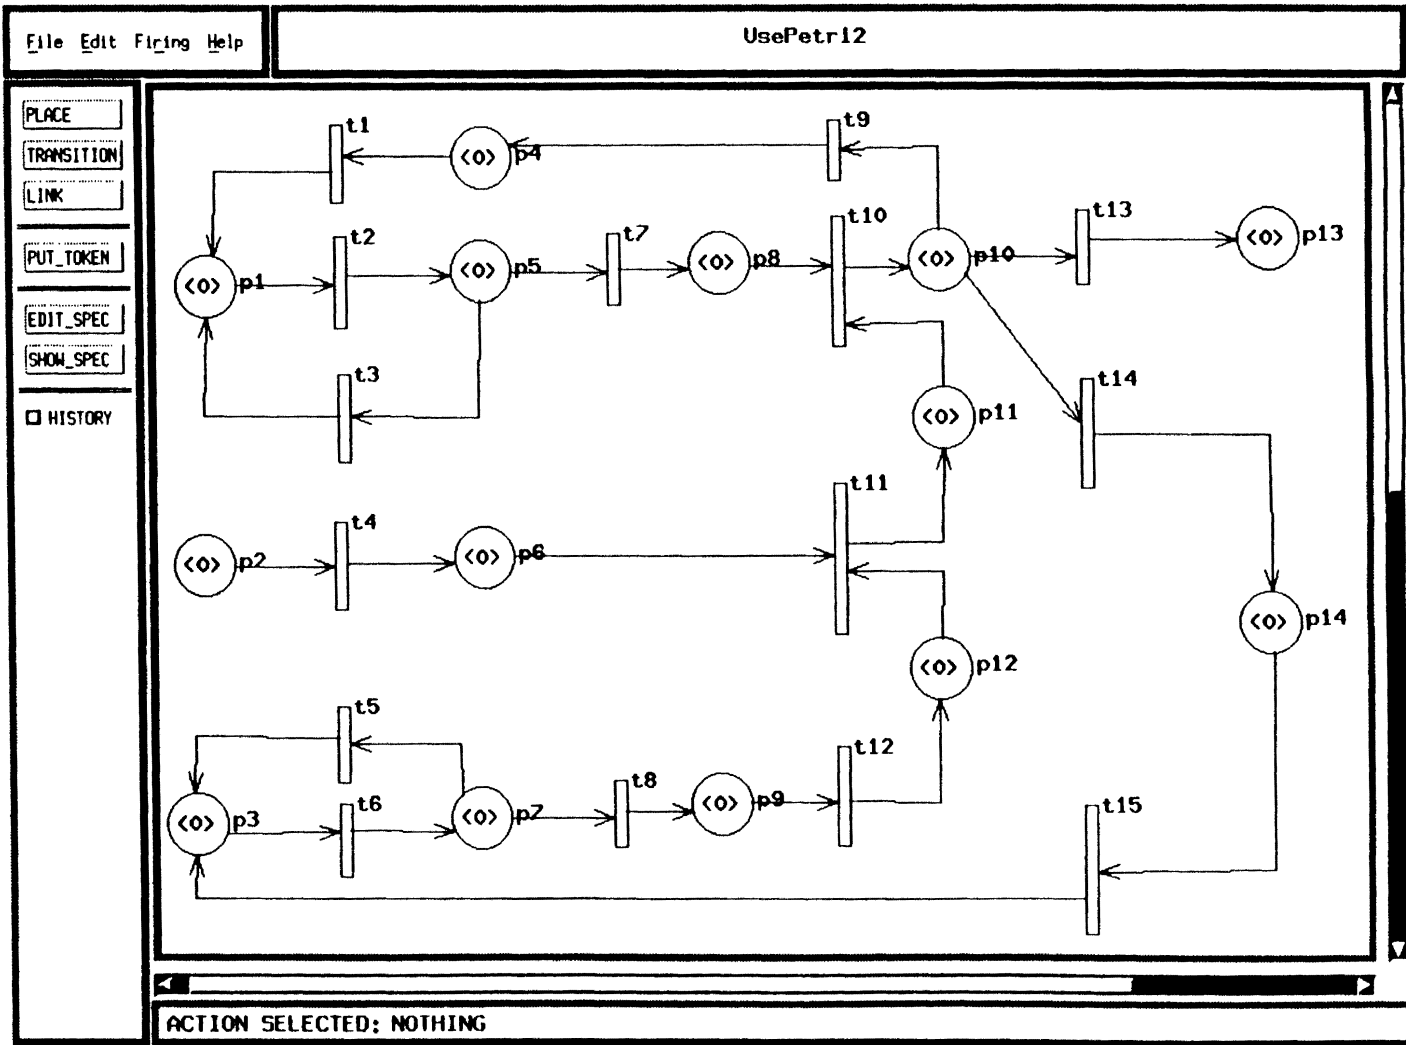 File Edit Firing Help
UsePetri2
PLACE
TRANSITION
LINK
PUT_TOKEN
EDIT_SPEC
SHOW_SPEC
HISTORY
t1
<0> p4
t9
t2
<0> p5
t7
<0> p8
t10
<0> p10
t13
<0> p13
<0> p1
t3
t14
<0> p11
t11
t4
<0> p2
<0> p6
<0> p14
<0> p12
t5
t12
t6
t8
<0> p9
t15
<0> p3
<0> p7
ACTION SELECTED: NOTHING